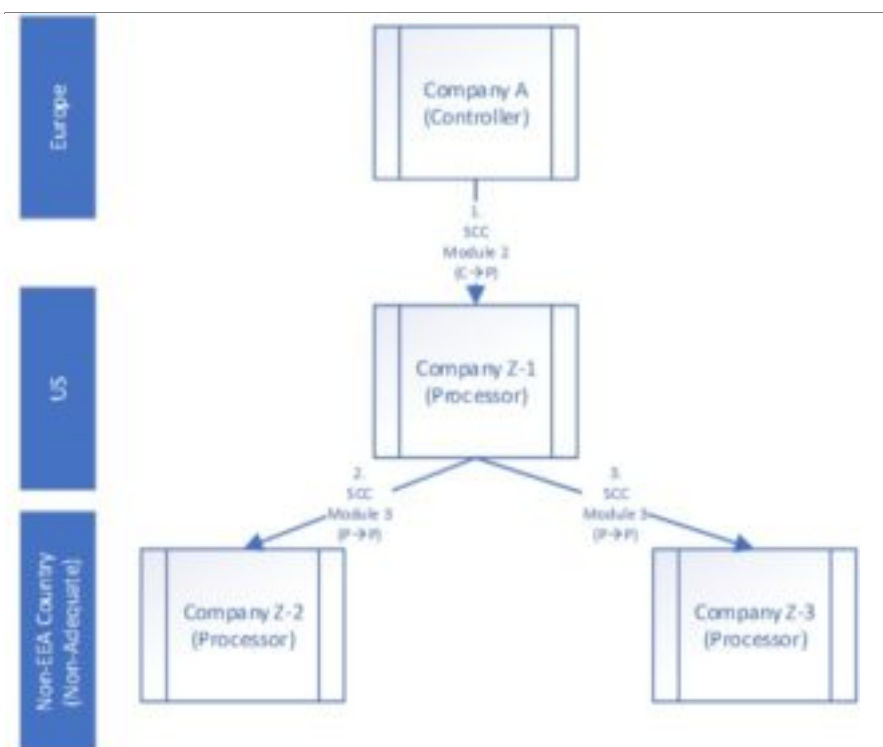 Europe
Company A
(Controller)
1.
SCC
Module 2
(C→P)
US
Company Z-1
(Processor)
2.
SCC
Module 3
(P→P)
3.
SCC
Module 3
(P→P)
Non-EEA Country
(Non-Adequate)
Company Z-2
(Processor)
Company Z-3
(Processor)